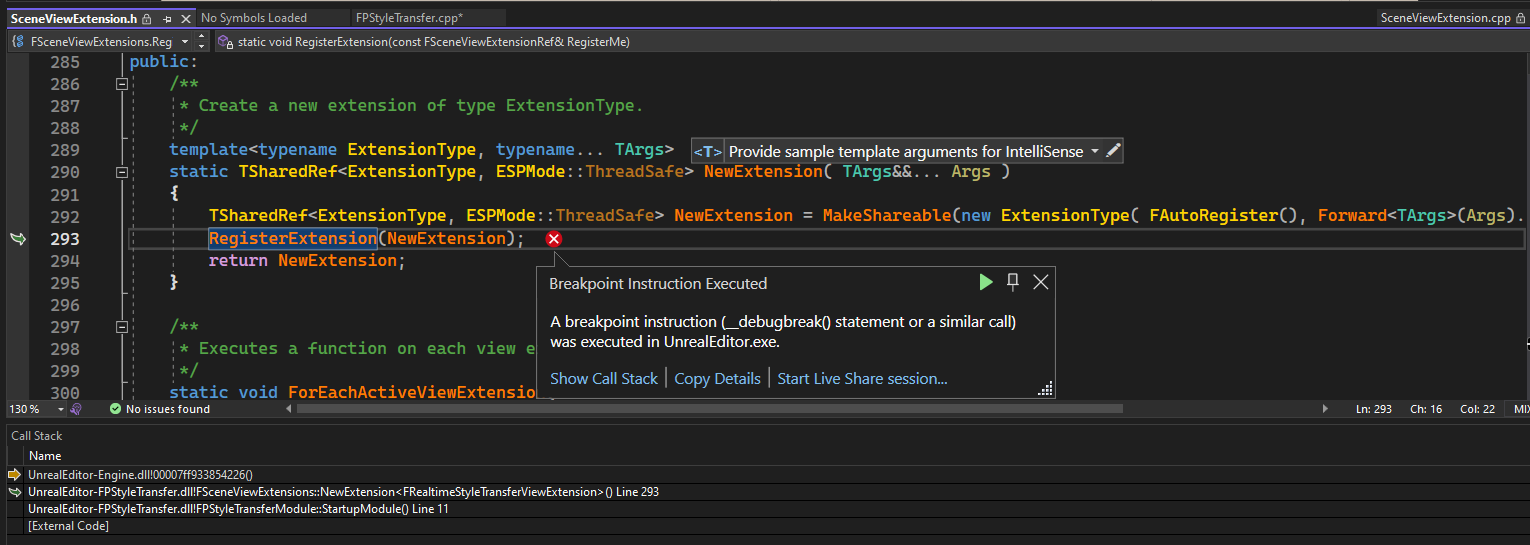 SceneViewExtension.h
No Symbols Loaded
FPStyleTransfer.cpp*
SceneViewExtension.cpp
FSceneViewExtensions.Reg
static void RegisterExtension(const FSceneViewExtensionRef& RegisterMe)
285 public:
286 /**
287 * Create a new extension of type ExtensionType.
288 */
289 template<typename ExtensionType, typename... TArgs> <T> Provide sample template arguments for IntelliSense
290 static TSharedRef<ExtensionType, ESPMode::ThreadSafe> NewExtension( TArgs&&... Args )
291 {
292 TSharedRef<ExtensionType, ESPMode::ThreadSafe> NewExtension = MakeShareable(new ExtensionType( FAutoRegister(), Forward<TArgs>(Args).
293 RegisterExtension(NewExtension);
294 return NewExtension;
295 }
296
297 /**
298 * Executes a function on each view e
299 */
300 static void ForEachActiveViewExtension
Breakpoint Instruction Executed
A breakpoint instruction (__debugbreak() statement or a similar call)
was executed in UnrealEditor.exe.
Show Call Stack | Copy Details | Start Live Share session...
130 % No issues found Ln: 293 Ch: 16 Col: 22 MIX
Call Stack
Name
UnrealEditor-Engine.dll!00007ff933854226()
UnrealEditor-FPStyleTransfer.dll!FSceneViewExtensions::NewExtension<FRealtimeStyleTransferViewExtension>() Line 293
UnrealEditor-FPStyleTransfer.dll!FPStyleTransferModule::StartupModule() Line 11
[External Code]